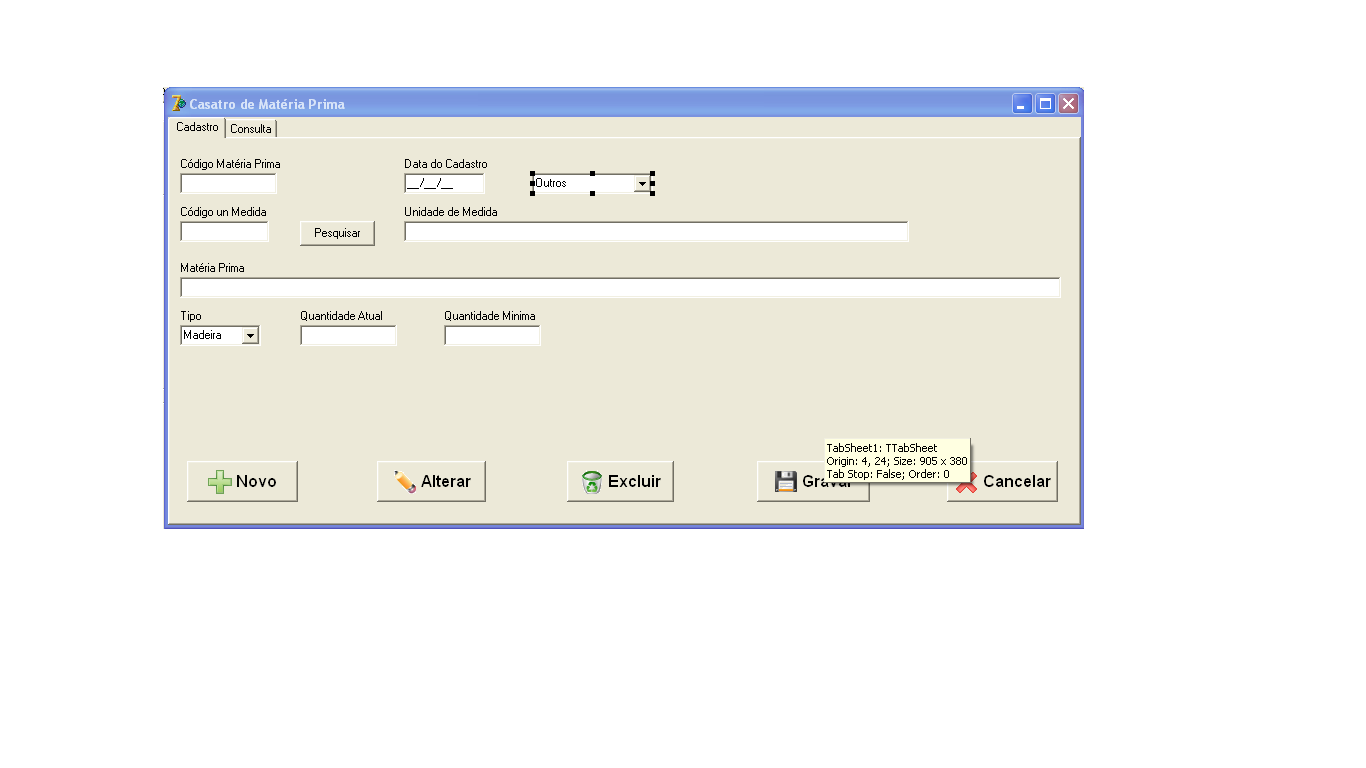 Casatro de Matéria Prima
Cadastro Consulta
Código Matéria Prima Data do Cadastro
__/__/__ Outros
Código un Medida Unidade de Medida
Pesquisar
Matéria Prima
Tipo Quantidade Atual Quantidade Minima
Madeira
TabSheet1: TTabSheet
Origin: 4, 24; Size: 905 x 380
Tab Stop: False; Order: 0
Novo Alterar Excluir Gravar Cancelar